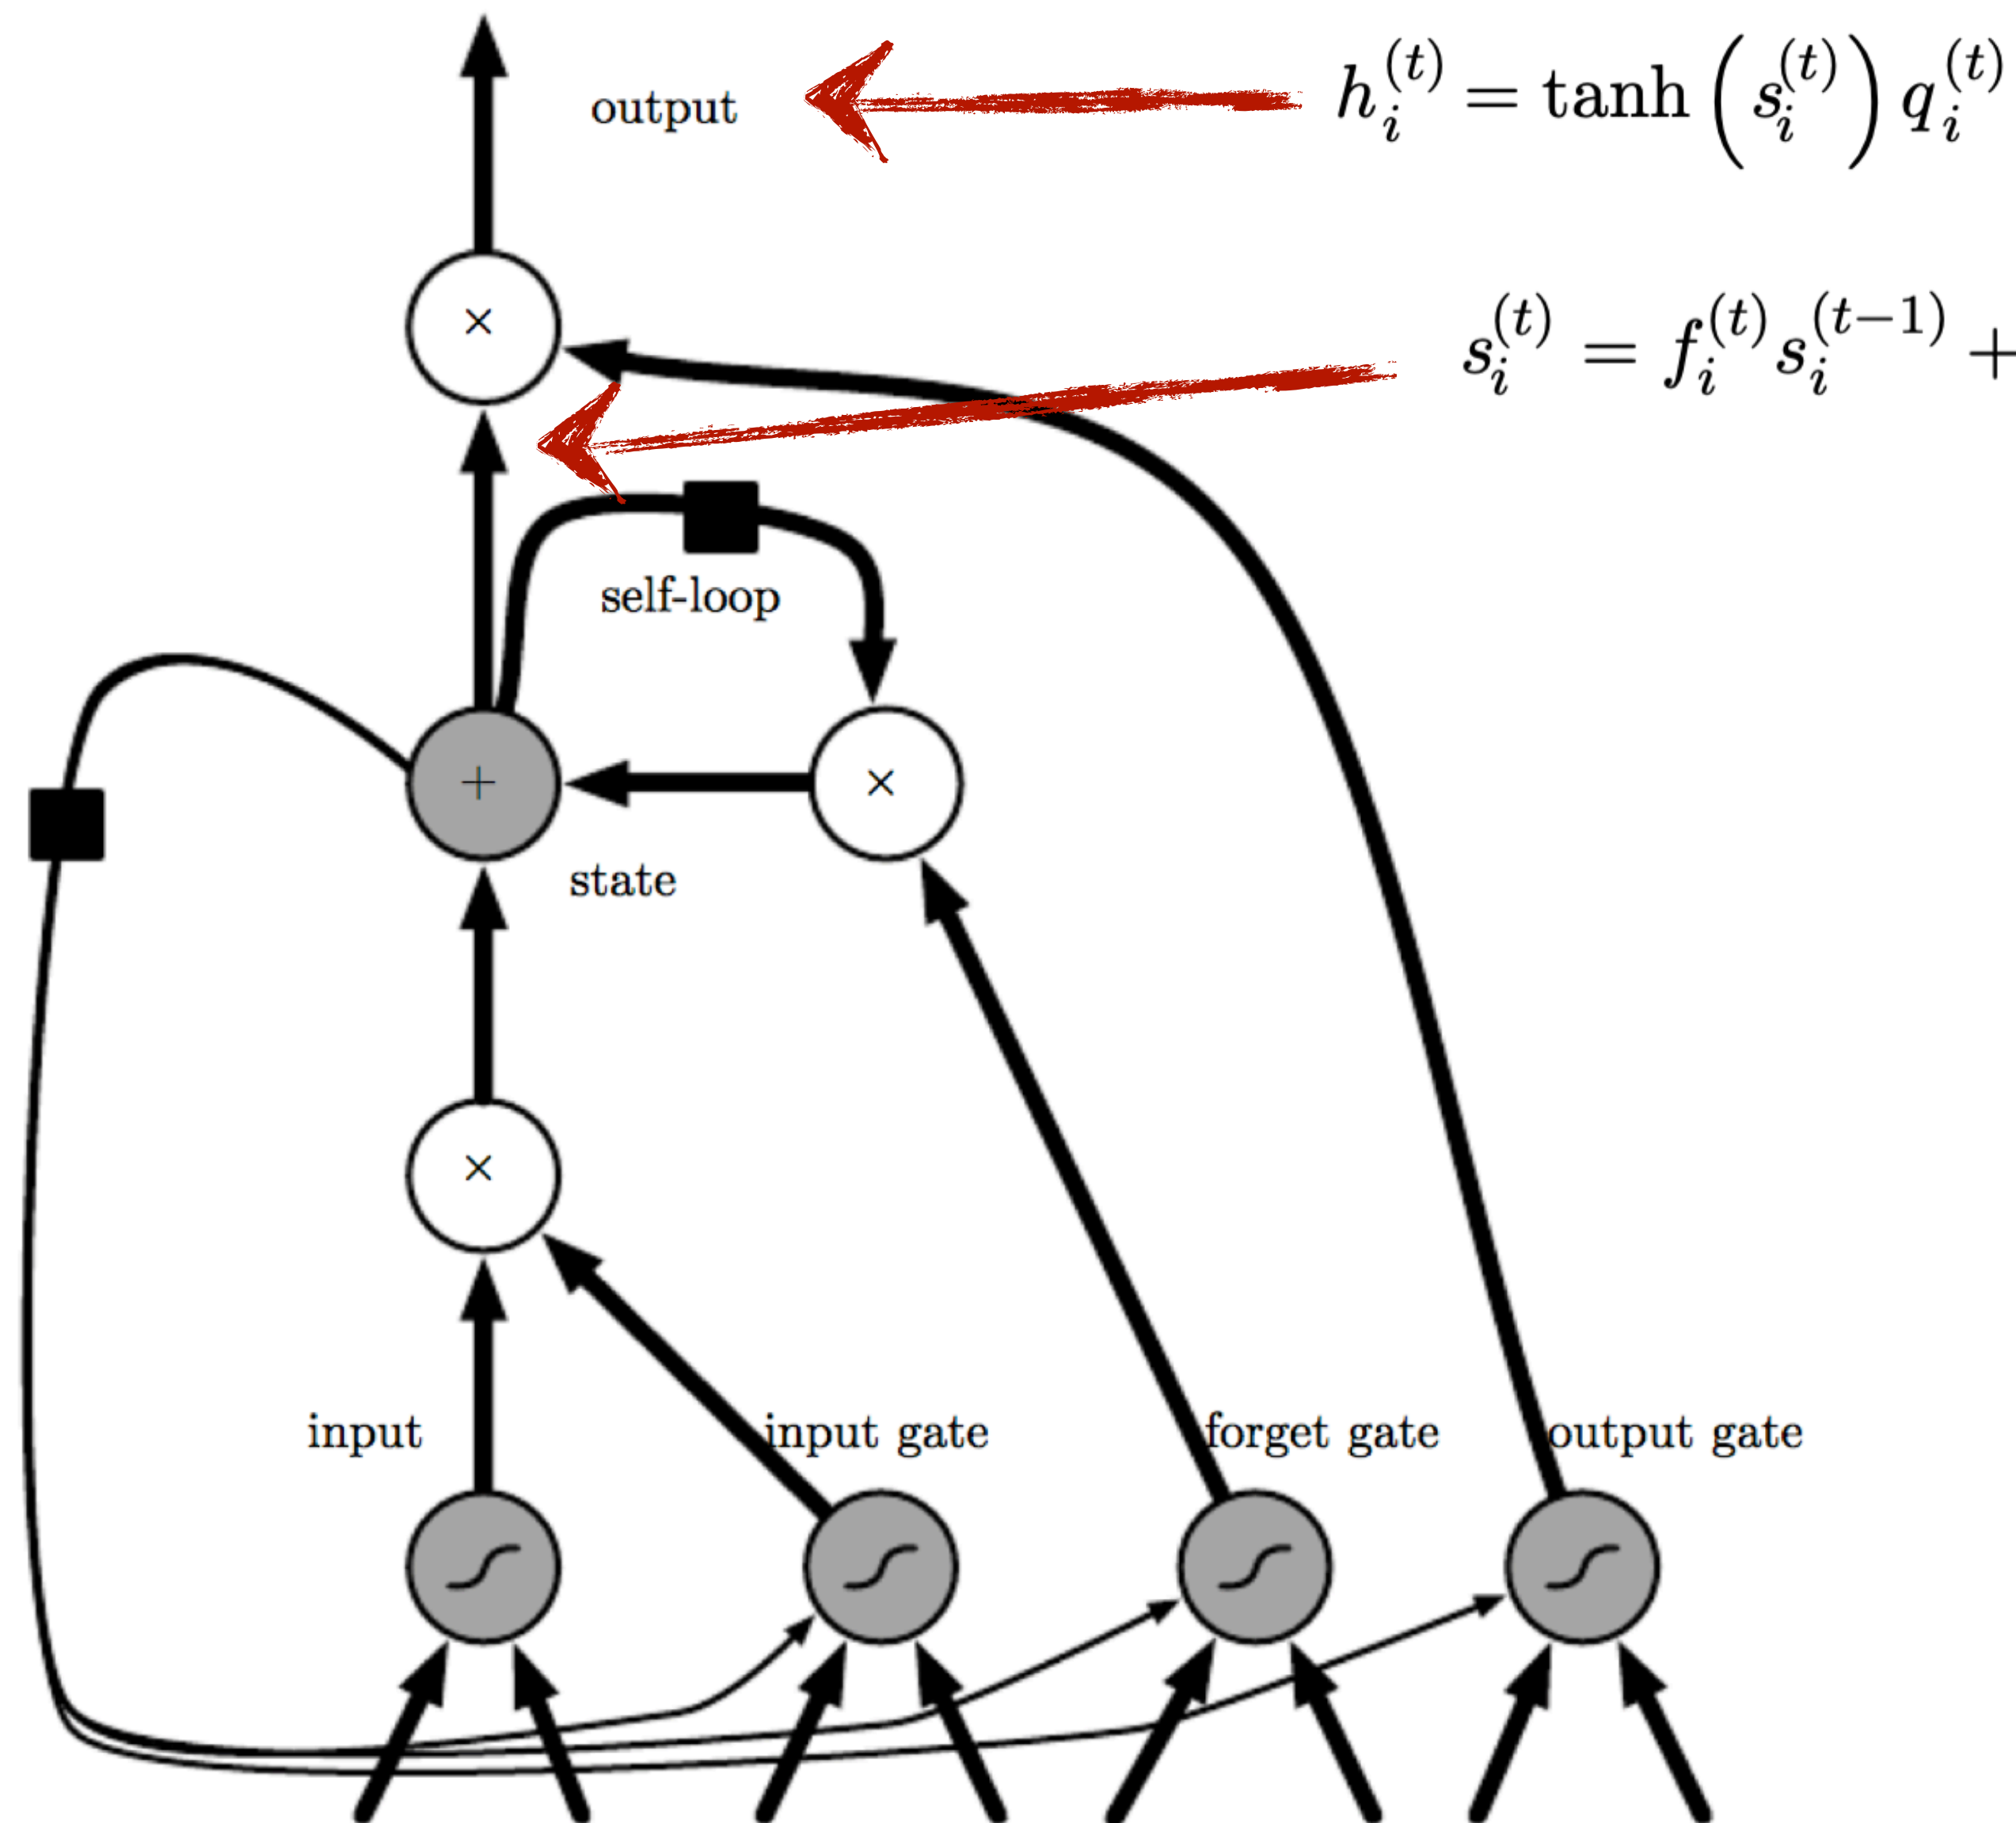 output
h_i^{(t)} = tanh ( s_i^{(t)} ) q_i^{(t)}
×
s_i^{(t)} = f_i^{(t)} s_i^{(t−1)} +
self-loop
+ ×
state
×
input input gate forget gate output gate